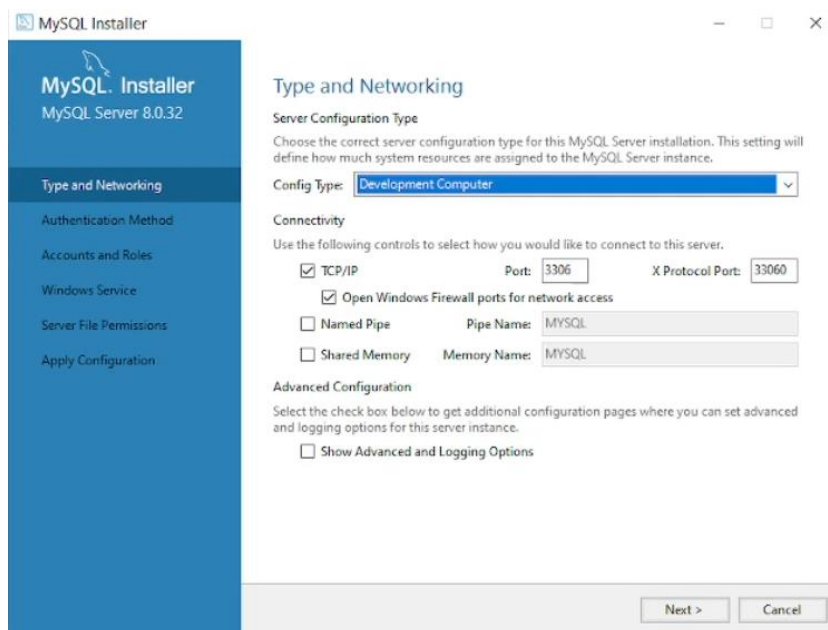 MySQL Installer
MySQL. Installer
MySQL Server 8.0.32
Type and Networking
Authentication Method
Accounts and Roles
Windows Service
Server File Permissions
Apply Configuration
Type and Networking
Server Configuration Type
Choose the correct server configuration type for this MySQL Server installation. This setting will
define how much system resources are assigned to the MySQL Server instance.
Config Type: Development Computer
Connectivity
Use the following controls to select how you would like to connect to this server.
TCP/IP Port: 3306 X Protocol Port: 33060
Open Windows Firewall ports for network access
Named Pipe Pipe Name: MYSQL
Shared Memory Memory Name: MYSQL
Advanced Configuration
Select the check box below to get additional configuration pages where you can set advanced
and logging options for this server instance.
Show Advanced and Logging Options
Next > Cancel